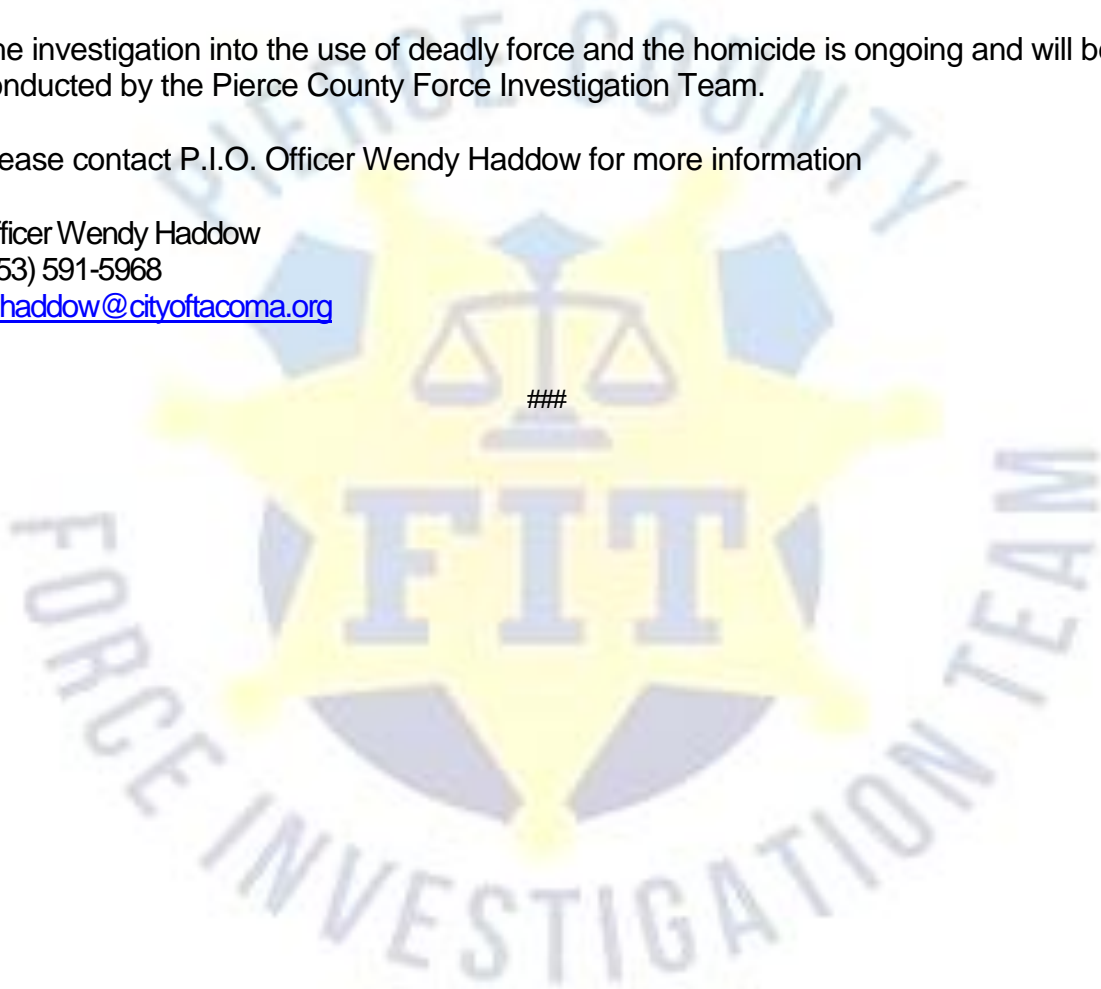 he investigation into the use of deadly force and the homicide is ongoing and will be
onducted by the Pierce County Force Investigation Team.
lease contact P.I.O. Officer Wendy Haddow for more information
fficer Wendy Haddow
53) 591-5968
haddow@cityoftacoma.org
###
PIERCE COUNTY
FIT
FORCE INVESTIGATION TEAM